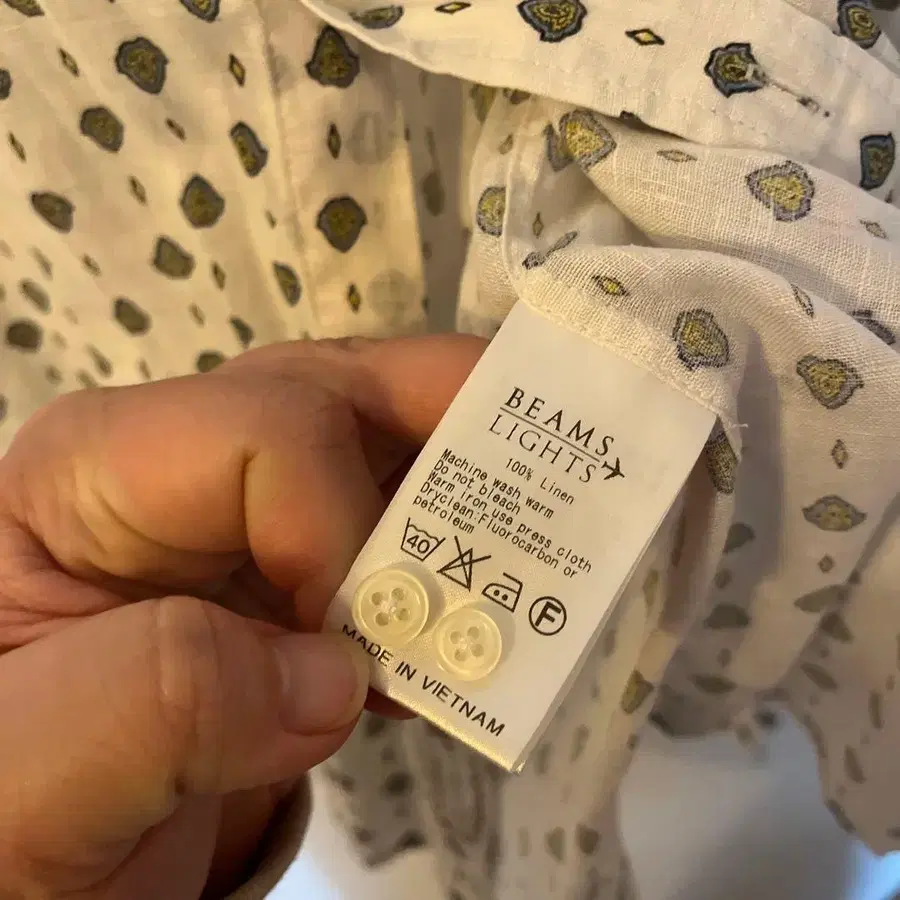 BEAMS
LIGHTS
100% Linen
Machine wash warm
Do not bleach
Warm iron use press cloth
Dryclean:Fluorocarbon or
petroleum
40
F
MADE IN VIETNAM